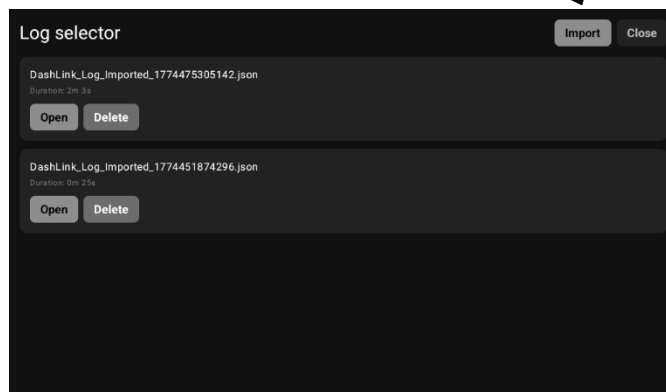 Log selector
Import
Close
DashLink_Log_Imported_1774475305142.json
Duration: 2m 3s
Open
Delete
DashLink_Log_Imported_1774451874296.json
Duration: 0m 25s
Open
Delete